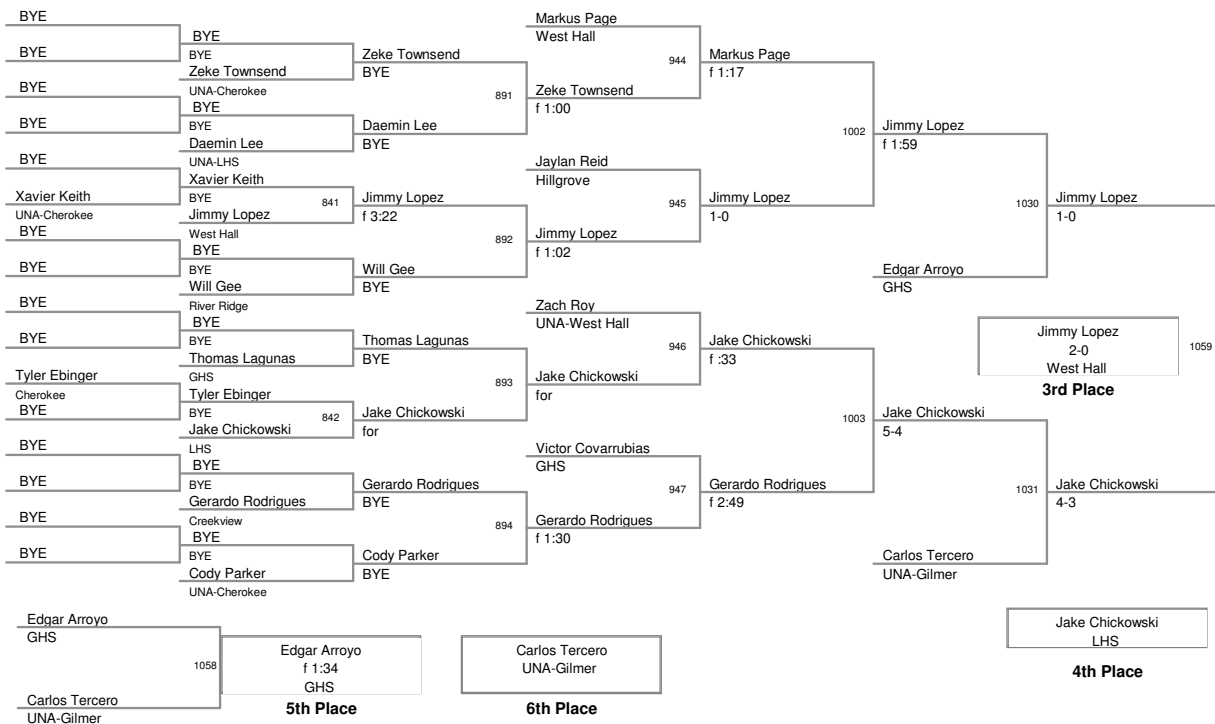 BYE
BYE
BYE
BYE
BYE
Xavier Keith
UNA-Cherokee
BYE
BYE
BYE
BYE
Tyler Ebinger
Cherokee
BYE
BYE
BYE
BYE
BYE
BYE
BYE
Zeke Townsend
UNA-Cherokee
BYE
BYE
Daemin Lee
UNA-LHS
Xavier Keith
BYE
841
Jimmy Lopez
West Hall
BYE
BYE
Will Gee
River Ridge
BYE
BYE
Thomas Lagunas
GHS
Tyler Ebinger
BYE
842
Jake Chickowski
LHS
BYE
BYE
Gerardo Rodrigues
Creekview
BYE
BYE
Cody Parker
UNA-Cherokee
Zeke Townsend
BYE
891
Daemin Lee
BYE
Jimmy Lopez
f 3:22
892
Will Gee
BYE
Thomas Lagunas
BYE
893
Jake Chickowski
for
Gerardo Rodrigues
BYE
894
Cody Parker
BYE
Markus Page
West Hall
944
Zeke Townsend
f 1:00
Jaylan Reid
Hillgrove
945
Jimmy Lopez
f 1:02
Zach Roy
UNA-West Hall
946
Jake Chickowski
for
Victor Covarrubias
GHS
947
Gerardo Rodrigues
f 1:30
Markus Page
f 1:17
1002
Jimmy Lopez
1-0
Jake Chickowski
f :33
1003
Gerardo Rodrigues
f 2:49
Jimmy Lopez
f 1:59
1030
Edgar Arroyo
GHS
Jake Chickowski
5-4
1031
Carlos Tercero
UNA-Gilmer
Jimmy Lopez
1-0
Jimmy Lopez
2-0
West Hall
1059
3rd Place
Jake Chickowski
4-3
Edgar Arroyo
GHS
1058
Carlos Tercero
UNA-Gilmer
Edgar Arroyo
f 1:34
GHS
5th Place
Carlos Tercero
UNA-Gilmer
6th Place
Jake Chickowski
LHS
4th Place